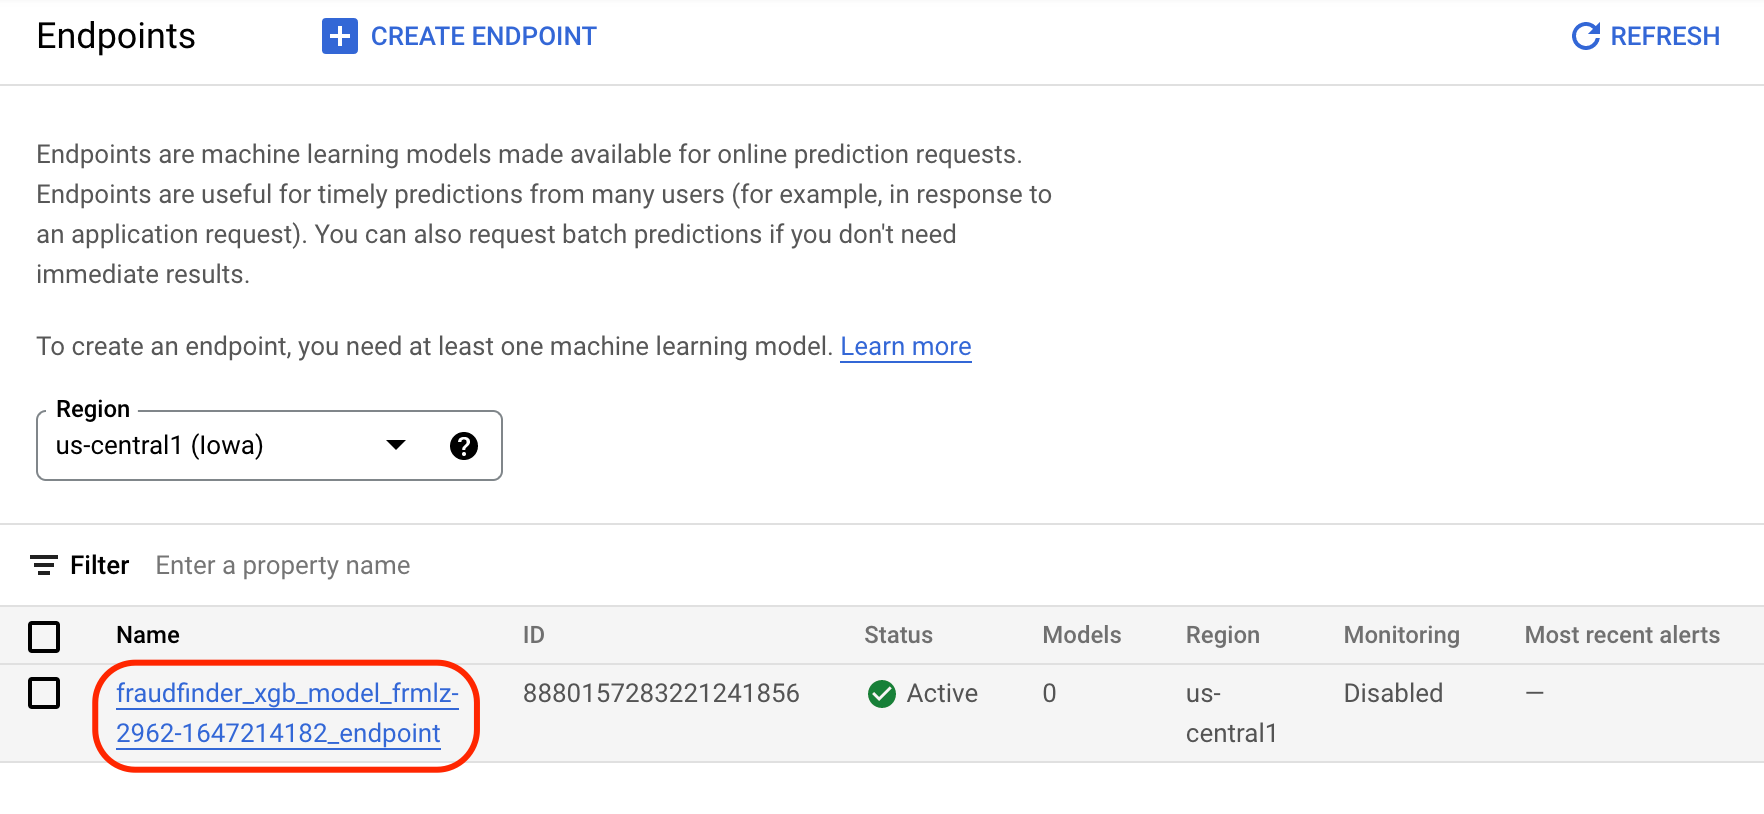 Endpoints
CREATE ENDPOINT
REFRESH
Endpoints are machine learning models made available for online prediction requests.
Endpoints are useful for timely predictions from many users (for example, in response to
an application request). You can also request batch predictions if you don't need
immediate results.
To create an endpoint, you need at least one machine learning model. Learn more
Region
us-central1 (Iowa)
Filter Enter a property name
Name ID Status Models Region Monitoring Most recent alerts
fraudfinder_xgb_model_frmlz- 8880157283221241856 Active 0 us- Disabled —
2962-1647214182_endpoint central1